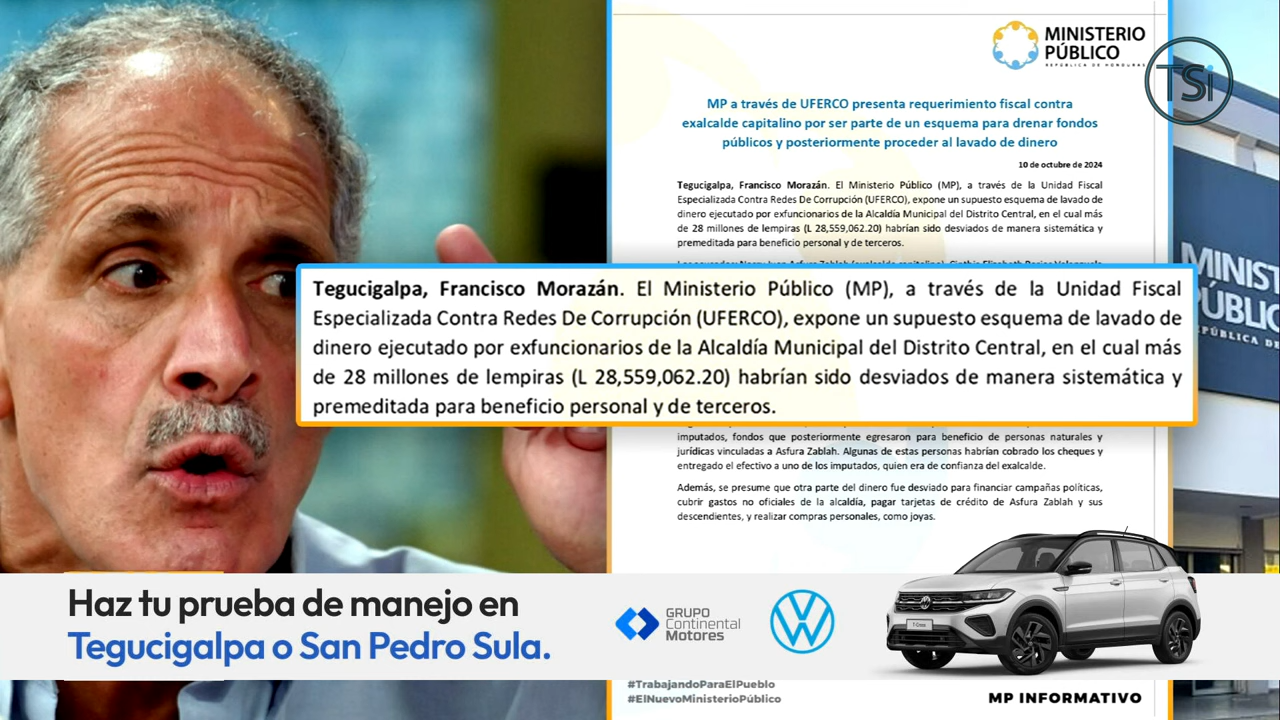 MINISTERIO
PÚBLICO
REPÚBLICA DE HONDURAS
TSi
MP a través de UFERCO presenta requerimiento fiscal contra
exalcalde capitalino por ser parte de un esquema para drenar fondos
públicos y posteriormente proceder al lavado de dinero
10 de octubre de 2024
Tegucigalpa, Francisco Morazán. El Ministerio Público (MP), a través de la Unidad Fiscal
Especializada Contra Redes De Corrupción (UFERCO), expone un supuesto esquema de lavado de
dinero ejecutado por exfuncionarios de la Alcaldía Municipal del Distrito Central, en el cual más
de 28 millones de lempiras (L 28,559,062.20) habrían sido desviados de manera sistemática y
premeditada para beneficio personal y de terceros.
Tegucigalpa, Francisco Morazán. El Ministerio Público (MP), a través de la Unidad Fiscal
Especializada Contra Redes De Corrupción (UFERCO), expone un supuesto esquema de lavado de
dinero ejecutado por exfuncionarios de la Alcaldía Municipal del Distrito Central, en el cual más
de 28 millones de lempiras (L 28,559,062.20) habrían sido desviados de manera sistemática y
premeditada para beneficio personal y de terceros.
imputados, fondos que posteriormente egresaron para beneficio de personas naturales y
jurídicas vinculadas a Asfura Zablah. Algunas de estas personas habrían cobrado los cheques y
entregado el efectivo a uno de los imputados, quien era de confianza del exalcalde.
Además, se presume que otra parte del dinero fue desviado para financiar campañas políticas,
cubrir gastos no oficiales de la alcaldía, pagar tarjetas de crédito de Asfura Zablah y sus
descendientes, y realizar compras personales, como joyas.
MINIST
PÚBLIC
EPÚBLICA DE
Haz tu prueba de manejo en
Tegucigalpa o San Pedro Sula.
GRUPO
Continental
Motores
T-Cross
#TrabajandoParaElPueblo
#ElNuevoMinisterioPúblico
MP INFORMATIVO